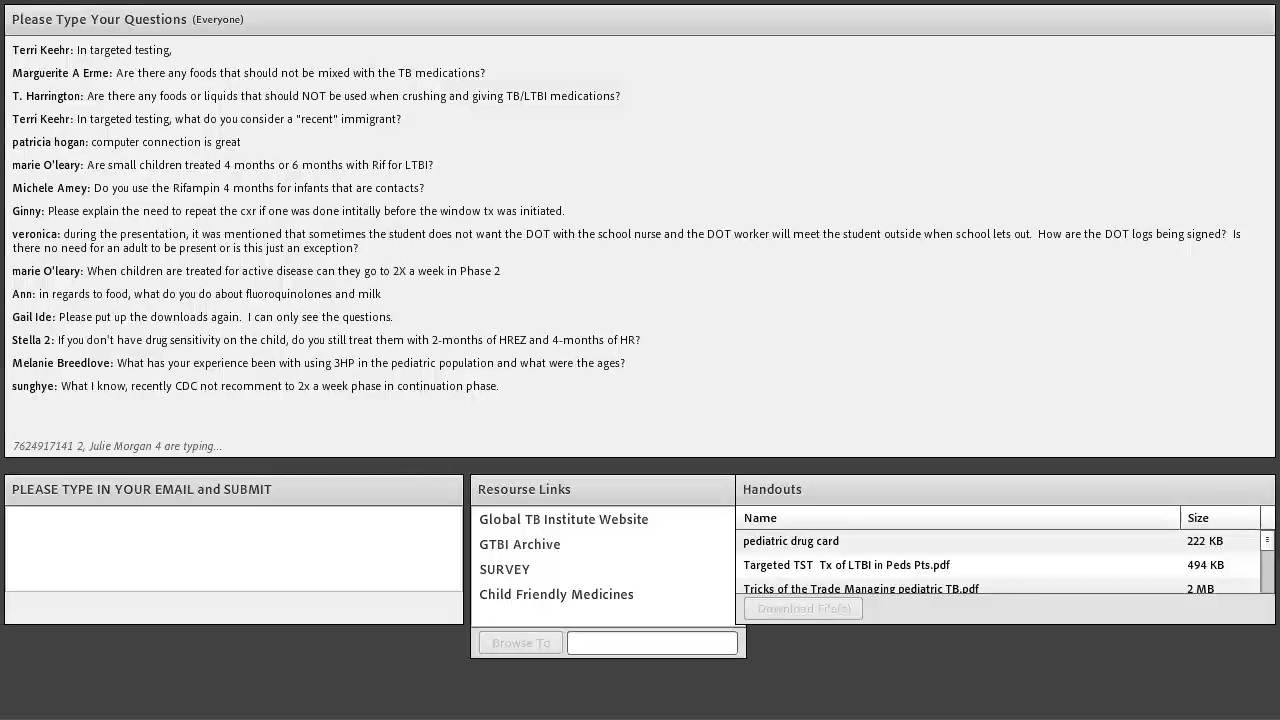 Please Type Your Questions (Everyone)
Terri Keehr: In targeted testing,
Marguerite A Erme: Are there any foods that should not be mixed with the TB medications?
T. Harrington: Are there any foods or liquids that should NOT be used when crushing and giving TB/LTBI medications?
Terri Keehr: In targeted testing, what do you consider a "recent" immigrant?
patricia hogan: computer connection is great
marie O'leary: Are small children treated 4 months or 6 months with Rif for LTBI?
Michele Amey: Do you use the Rifampin 4 months for infants that are contacts?
Ginny: Please explain the need to repeat the cxr if one was done intitally before the window tx was initiated.
veronica: during the presentation, it was mentioned that sometimes the student does not want the DOT with the school nurse and the DOT worker will meet the student outside when school lets out. How are the DOT logs being signed? Is
there no need for an adult to be present or is this just an exception?
marie O'leary: When children are treated for active disease can they go to 2X a week in Phase 2
Ann: in regards to food, what do you do about fluoroquinolones and milk
Gail Ide: Please put up the downloads again. I can only see the questions.
Stella 2: If you don't have drug sensitivity on the child, do you still treat them with 2-months of HREZ and 4-months of HR?
Melanie Breedlove: What has your experience been with using 3HP in the pediatric population and what were the ages?
sunghye: What I know, recently CDC not recomment to 2x a week phase in continuation phase.
7624917141 2, Julie Morgan 4 are typing...
PLEASE TYPE IN YOUR EMAIL and SUBMIT
Resourse Links
Global TB Institute Website
GTBI Archive
SURVEY
Child Friendly Medicines
Browse To
Handouts
Name Size
pediatric drug card 222 KB
Targeted TST Tx of LTBI in Peds Pts.pdf 494 KB
Tricks of the Trade Managing pediatric TB.pdf 2 MB
Download File(s)